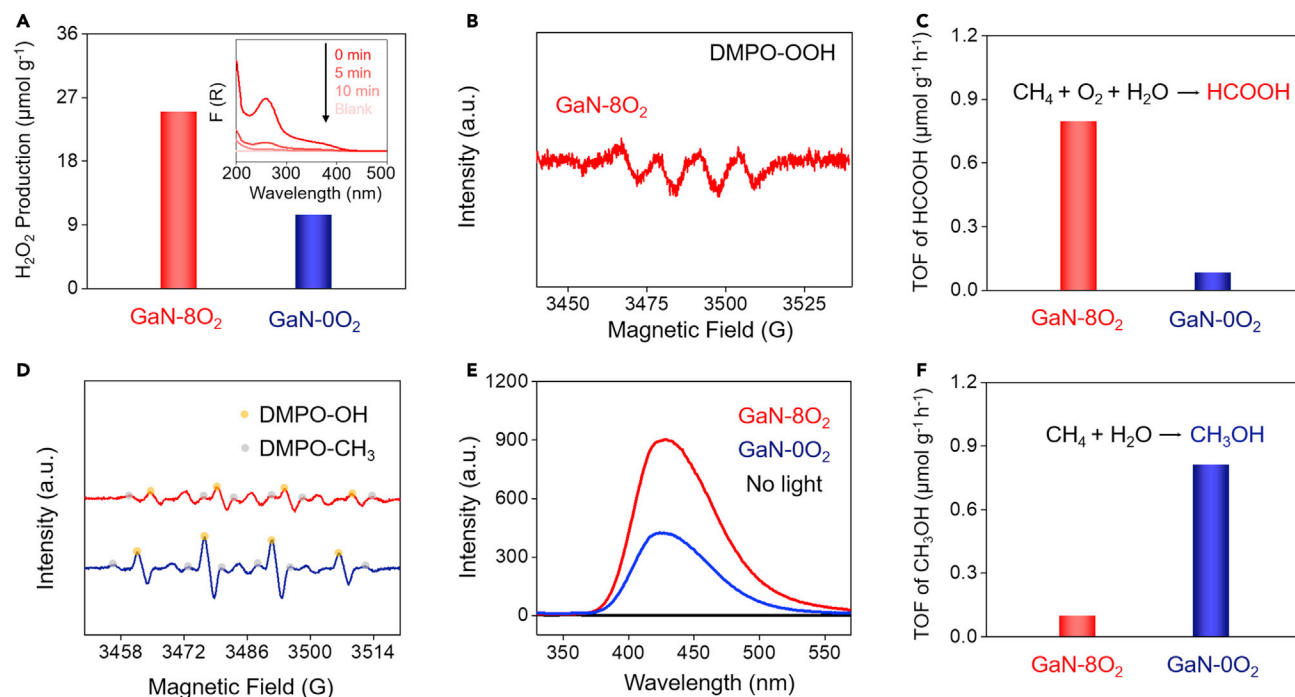 A
H₂O₂ Production (μmol g⁻¹)
36
27
18
9
0
GaN-8O₂
GaN-0O₂
F (R)
0 min
5 min
10 min
Blank
200
300
400
500
Wavelength (nm)
B
Intensity (a.u.)
DMPO-OOH
GaN-8O₂
3450
3475
3500
3525
Magnetic Field (G)
C
TOF of HCOOH (μmol g⁻¹ h⁻¹)
1.2
0.9
0.6
0.3
0.0
CH₄ + O₂ + H₂O → HCOOH
GaN-8O₂
GaN-0O₂
D
Intensity (a.u.)
DMPO-OH
DMPO-CH₃
3458
3472
3486
3500
3514
Magnetic Field (G)
E
Intensity (a.u.)
1200
900
600
300
0
GaN-8O₂
GaN-0O₂
No light
350
400
450
500
550
Wavelength (nm)
F
TOF of CH₃OH (μmol g⁻¹ h⁻¹)
1.2
0.9
0.6
0.3
0.0
CH₄ + H₂O → CH₃OH
GaN-8O₂
GaN-0O₂